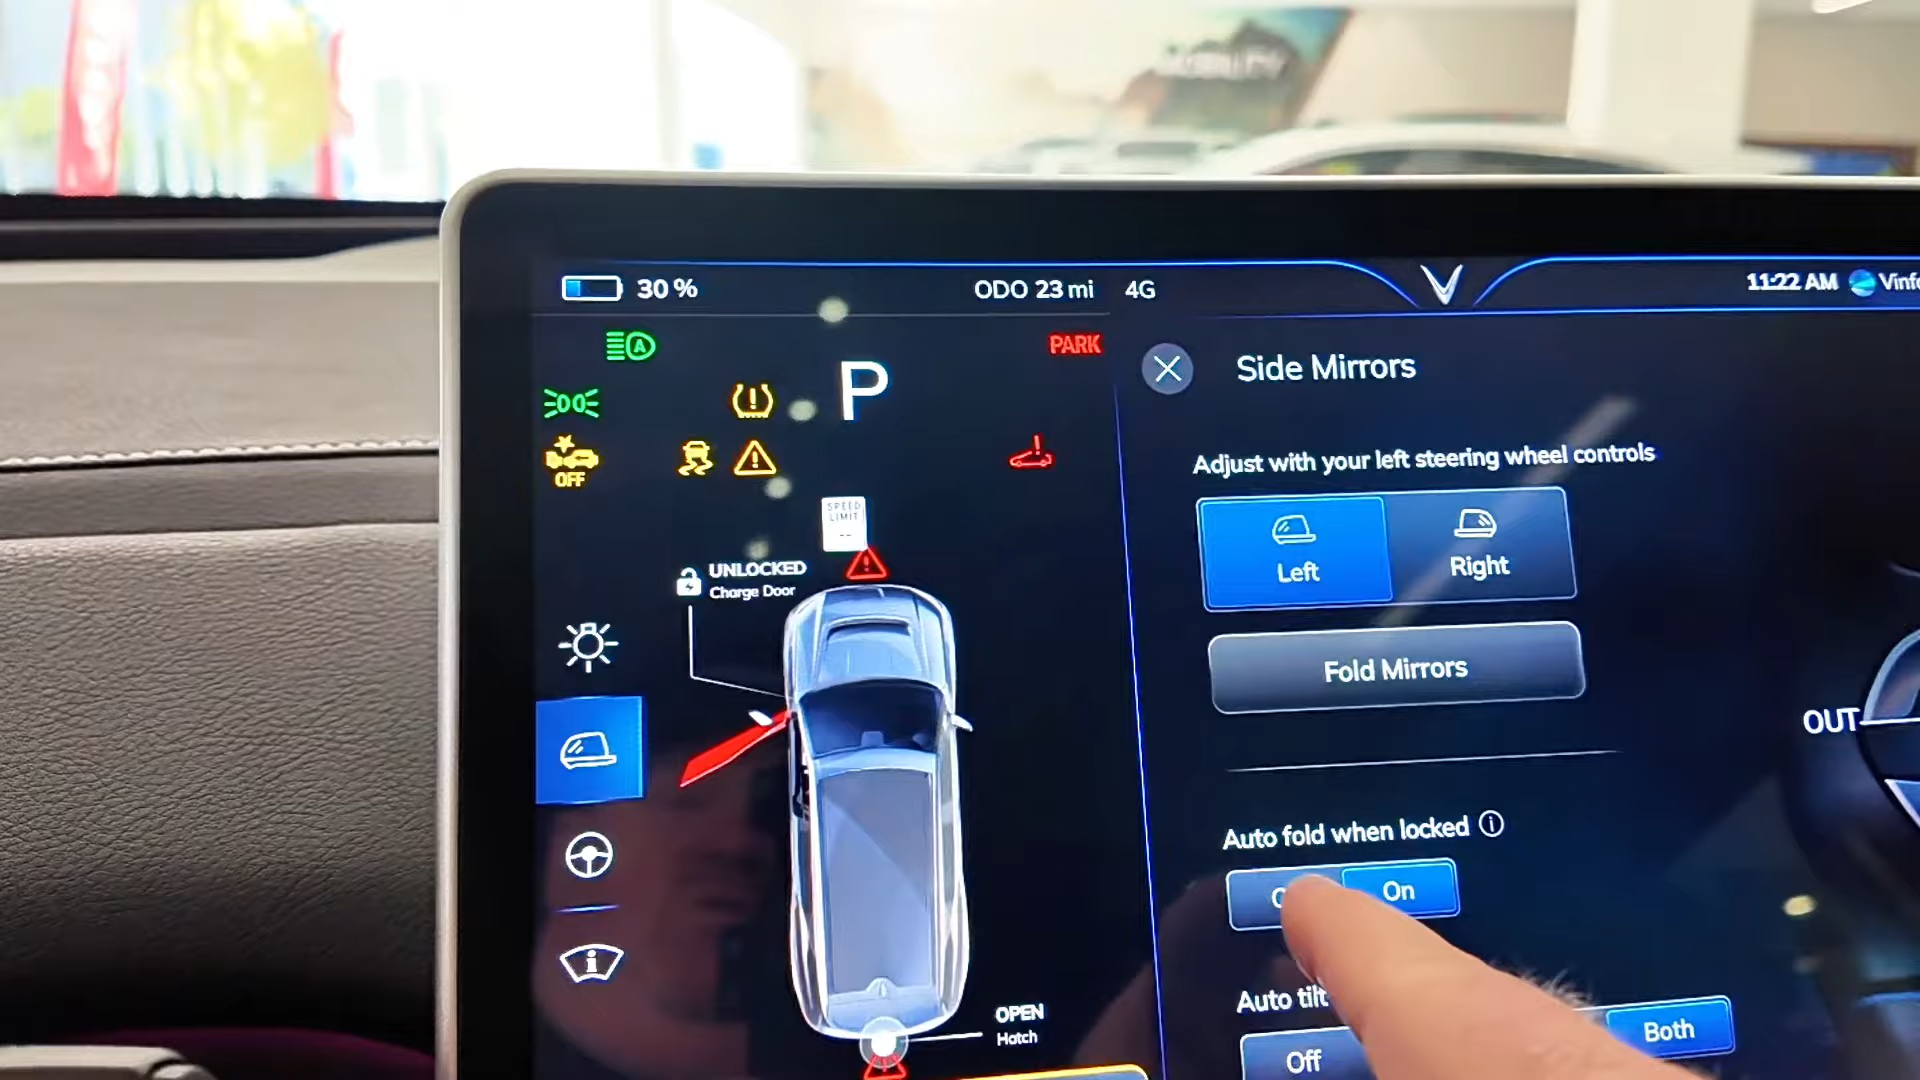 MOBILITY
30 %
ODO 23 mi
4G
11:22 AM
Vinf
A
PARK
P
OFF
SPEED
LIMIT
--
UNLOCKED
Charge Door
OPEN
Hatch
Side Mirrors
Adjust with your left steering wheel controls
Left
Right
Fold Mirrors
OUT
Auto fold when locked
On
Auto tilt
Off
Both